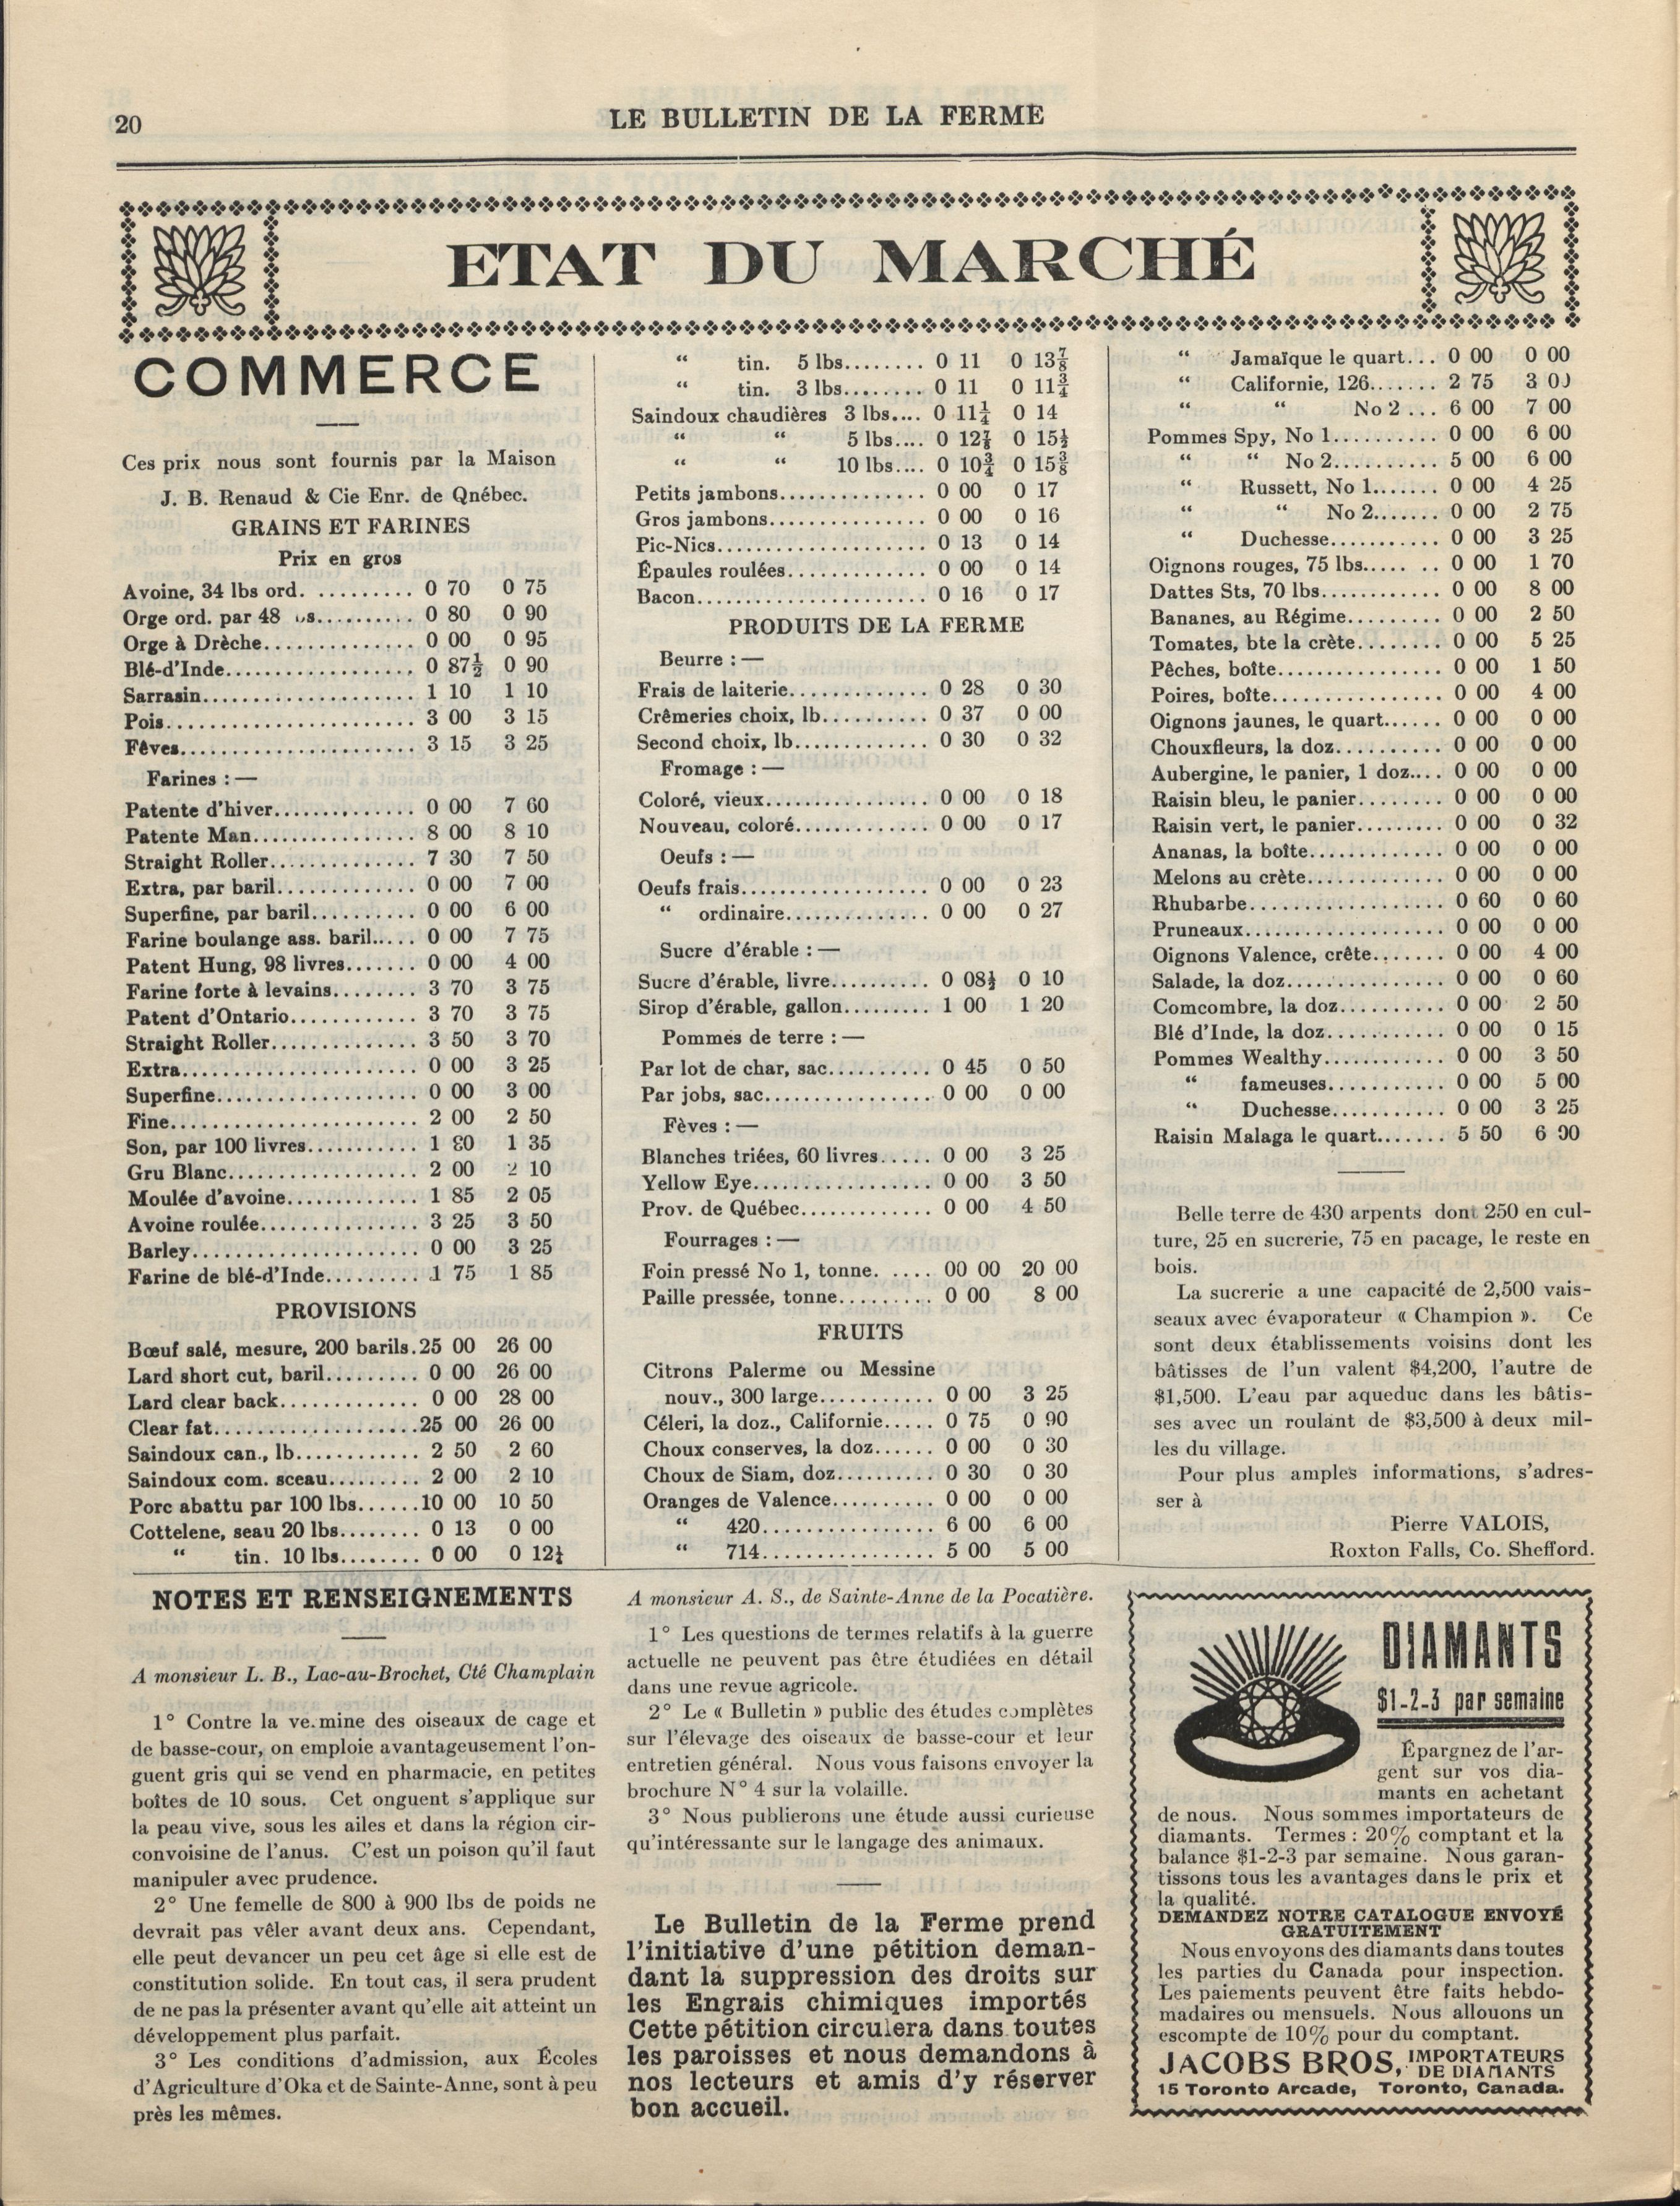 20
LE BULLETIN DE LA FERME
ETAT DU MARCHÉ
COMMERCE
Ces prix nous sont fournis par la Maison
J. B. Renaud & Cie Enr. de Qnébec.
GRAINS ET FARINES
Prix en gros
Avoine, 34 lbs ord. ......... 0 70 0 75
Orge ord. par 48 .......... 0 80 0 90
Orge à Drèche.............. 0 00 0 95
Blé-d'Inde.................. 0 87½ 0 90
Sarrasin.................... 1 10 1 10
Pois....................... 3 00 3 15
Fêves...................... 3 15 3 25
Farines : —
Patente d'hiver.............. 0 00 7 60
Patente Man............... 8 00 8 10
Straight Roller.............. 7 30 7 50
Extra, par baril............. 0 00 7 00
Superfine, par baril.......... 0 00 6 00
Farine boulange ass. baril..... 0 00 7 75
Patent Hung, 98 livres....... 0 00 4 00
Farine forte à levains........ 3 70 3 75
Patent d'Ontario............ 3 70 3 75
Straight Roller.............. 3 50 3 70
Extra...................... 0 00 3 25
Superfine................... 0 00 3 00
Fine....................... 2 00 2 50
Son, par 100 livres........... 1 30 1 35
Gru Blanc.................. 2 00 2 10
Moulée d'avoine............. 1 85 2 05
Avoine roulée............... 3 25 3 50
Barley...................... 0 00 3 25
Farine de blé-d'Inde......... 1 75 1 85
PROVISIONS
Bœuf salé, mesure, 200 barils.25 00 26 00
Lard short cut, baril......... 0 00 26 00
Lard clear back............. 0 00 28 00
Clear fat...................25 00 26 00
Saindoux can., lb............ 2 50 2 60
Saindoux com. sceau......... 2 00 2 10
Porc abattu par 100 lbs......10 00 10 50
Cottelene, seau 20 lbs........ 0 13 0 00
“ tin. 10 lbs........ 0 00 0 12¼
“ tin. 5 lbs........ 0 11 0 13⅞
“ tin. 3 lbs........ 0 11 0 11¾
Saindoux chaudières 3 lbs.... 0 11¼ 0 14
“ “ 5 lbs.... 0 12⅞ 0 15½
“ “ 10 lbs.... 0 10¾ 0 15⅜
Petits jambons.............. 0 00 0 17
Gros jambons............... 0 00 0 16
Pic-Nics.................... 0 13 0 14
Épaules roulées............. 0 00 0 14
Bacon...................... 0 16 0 17
PRODUITS DE LA FERME
Beurre : —
Frais de laiterie............. 0 28 0 30
Crêmeries choix, lb.......... 0 37 0 00
Second choix, lb............. 0 30 0 32
Fromage : —
Coloré, vieux................ 0 00 0 18
Nouveau, coloré............. 0 00 0 17
Oeufs : —
Oeufs frais.................. 0 00 0 23
“ ordinaire.............. 0 00 0 27
Sucre d'érable : —
Sucre d'érable, livre.......... 0 08½ 0 10
Sirop d'érable, gallon......... 1 00 1 20
Pommes de terre : —
Par lot de char, sac.......... 0 45 0 50
Par jobs, sac................ 0 00 0 00
Fèves : —
Blanches triées, 60 livres..... 0 00 3 25
Yellow Eye................. 0 00 3 50
Prov. de Québec............. 0 00 4 50
Fourrages : —
Foin pressé No 1, tonne. .... 00 00 20 00
Paille pressée, tonne......... 0 00 8 00
FRUITS
Citrons Palerme ou Messine
nouv., 300 large........... 0 00 3 25
Céleri, la doz., Californie..... 0 75 0 90
Choux conserves, la doz...... 0 00 0 30
Choux de Siam, doz.......... 0 30 0 30
Oranges de Valence.......... 0 00 0 00
“ 420................ 6 00 6 00
“ 714................ 5 00 5 00
“ Jamaïque le quart... 0 00 0 00
“ Californie, 126....... 2 75 3 00
“ “ No 2 ... 6 00 7 00
Pommes Spy, No 1.......... 0 00 6 00
“ “ No 2.......... 5 00 6 00
“ Russett, No 1....... 0 00 4 25
“ “ No 2....... 0 00 2 75
“ Duchesse........... 0 00 3 25
Oignons rouges, 75 lbs..... .. 0 00 1 70
Dattes Sts, 70 lbs............ 0 00 8 00
Bananes, au Régime......... 0 00 2 50
Tomates, bte la crète........ 0 00 5 25
Pêches, boîte................ 0 00 1 50
Poires, boîte................ 0 00 4 00
Oignons jaunes, le quart...... 0 00 0 00
Chouxfleurs, la doz.......... 0 00 0 00
Aubergine, le panier, 1 doz.... 0 00 0 00
Raisin bleu, le panier........ 0 00 0 00
Raisin vert, le panier......... 0 00 0 32
Ananas, la boîte............. 0 00 0 00
Melons au crète............. 0 00 0 00
Rhubarbe.................. 0 60 0 60
Pruneaux................... 0 00 0 00
Oignons Valence, crête....... 0 00 4 00
Salade, la doz............... 0 00 0 60
Comcombre, la doz.......... 0 00 2 50
Blé d'Inde, la doz........... 0 00 0 15
Pommes Wealthy............ 0 00 3 50
“ fameuses........... 0 00 5 00
“ Duchesse........... 0 00 3 25
Raisin Malaga le quart....... 5 50 6 00
Belle terre de 430 arpents dont 250 en cul-
ture, 25 en sucrerie, 75 en pacage, le reste en
bois.
La sucrerie a une capacité de 2,500 vais-
seaux avec évaporateur « Champion ». Ce
sont deux établissements voisins dont les
bâtisses de l'un valent $4,200, l'autre de
$1,500. L'eau par aqueduc dans les bâtis-
ses avec un roulant de $3,500 à deux mil-
les du village.
Pour plus amples informations, s'adres-
ser à
Pierre VALOIS,
Roxton Falls, Co. Shefford.
NOTES ET RENSEIGNEMENTS
A monsieur L. B., Lac-au-Brochet, Cté Champlain
1° Contre la ve.mine des oiseaux de cage et
de basse-cour, on emploie avantageusement l'on-
guent gris qui se vend en pharmacie, en petites
boîtes de 10 sous. Cet onguent s'applique sur
la peau vive, sous les ailes et dans la région cir-
convoisine de l'anus. C'est un poison qu'il faut
manipuler avec prudence.
2° Une femelle de 800 à 900 lbs de poids ne
devrait pas vêler avant deux ans. Cependant,
elle peut devancer un peu cet âge si elle est de
constitution solide. En tout cas, il sera prudent
de ne pas la présenter avant qu'elle ait atteint un
développement plus parfait.
3° Les conditions d'admission, aux Écoles
d'Agriculture d'Oka et de Sainte-Anne, sont à peu
près les mêmes.
A monsieur A. S., de Sainte-Anne de la Pocatière.
1° Les questions de termes relatifs à la guerre
actuelle ne peuvent pas être étudiées en détail
dans une revue agricole.
2° Le « Bulletin » public des études complètes
sur l'élevage des oiseaux de basse-cour et leur
entretien général. Nous vous faisons envoyer la
brochure N° 4 sur la volaille.
3° Nous publierons une étude aussi curieuse
qu'intéressante sur le langage des animaux.
Le Bulletin de la Ferme prend
l'initiative d'une pétition deman-
dant la suppression des droits sur
les Engrais chimiques importés
Cette pétition circulera dans toutes
les paroisses et nous demandons à
nos lecteurs et amis d'y réserver
bon accueil.
DIAMANTS
$1-2-3 par semaine
Épargnez de l'ar-
gent sur vos dia-
mants en achetant
de nous. Nous sommes importateurs de
diamants. Termes : 20% comptant et la
balance $1-2-3 par semaine. Nous garan-
tissons tous les avantages dans le prix et
la qualité.
DEMANDEZ NOTRE CATALOGUE ENVOYÉ
GRATUITEMENT
Nous envoyons des diamants dans toutes
les parties du Canada pour inspection.
Les paiements peuvent être faits hebdo-
madaires ou mensuels. Nous allouons un
escompte de 10% pour du comptant.
JACOBS BROS, IMPORTATEURS
DE DIAMANTS
15 Toronto Arcade, Toronto, Canada.